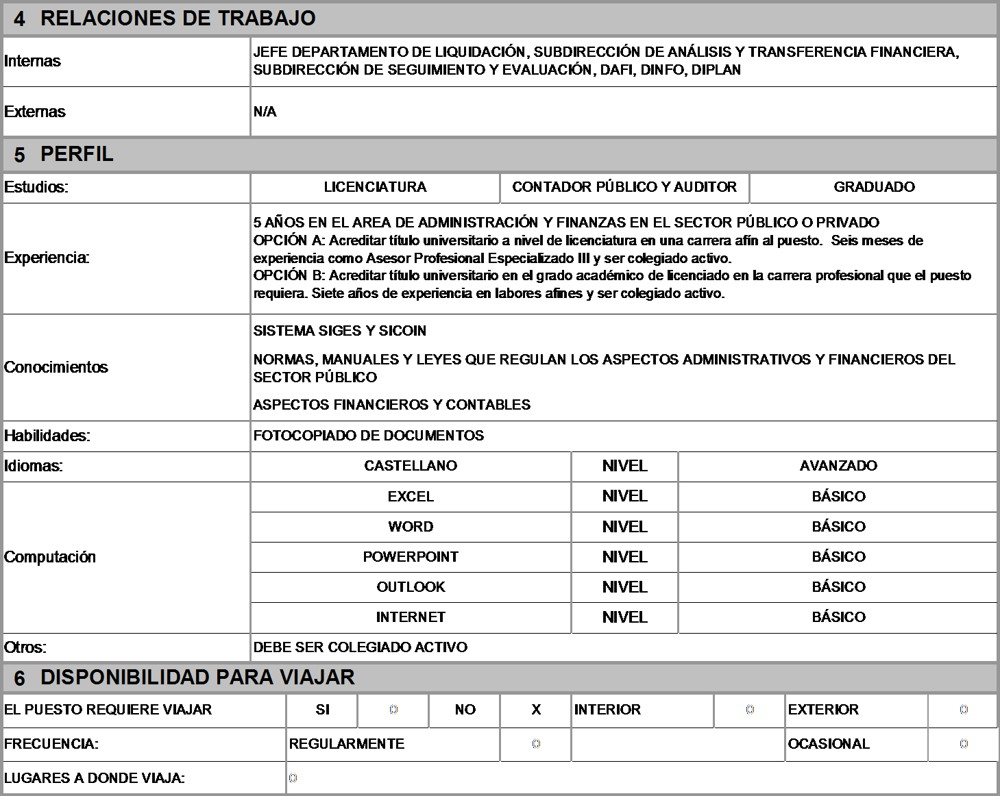 4 RELACIONES DE TRABAJO
Internas
JEFE DEPARTAMENTO DE LIQUIDACIÓN, SUBDIRECCIÓN DE ANÁLISIS Y TRANSFERENCIA FINANCIERA,
SUBDIRECCIÓN DE SEGUIMIENTO Y EVALUACIÓN, DAFI, DINFO, DIPLAN
Externas N/A
5 PERFIL
Estudios: LICENCIATURA CONTADOR PÚBLICO Y AUDITOR GRADUADO
Experiencia:
5 AÑOS EN EL AREA DE ADMINISTRACIÓN Y FINANZAS EN EL SECTOR PÚBLICO O PRIVADO
OPCIÓN A: Acreditar título universitario a nivel de licenciatura en una carrera afín al puesto. Seis meses de
experiencia como Asesor Profesional Especializado III y ser colegiado activo.
OPCIÓN B: Acreditar título universitario en el grado académico de licenciado en la carrera profesional que el puesto
requiera. Siete años de experiencia en labores afines y ser colegiado activo.
Conocimientos
SISTEMA SIGES Y SICOIN
NORMAS, MANUALES Y LEYES QUE REGULAN LOS ASPECTOS ADMINISTRATIVOS Y FINANCIEROS DEL
SECTOR PÚBLICO
ASPECTOS FINANCIEROS Y CONTABLES
Habilidades: FOTOCOPIADO DE DOCUMENTOS
Idiomas: CASTELLANO NIVEL AVANZADO
Computación
EXCEL NIVEL BÁSICO
WORD NIVEL BÁSICO
POWERPOINT NIVEL BÁSICO
OUTLOOK NIVEL BÁSICO
INTERNET NIVEL BÁSICO
Otros: DEBE SER COLEGIADO ACTIVO
6 DISPONIBILIDAD PARA VIAJAR
EL PUESTO REQUIERE VIAJAR SI 0 NO X INTERIOR 0 EXTERIOR 0
FRECUENCIA: REGULARMENTE 0 OCASIONAL 0
LUGARES A DONDE VIAJA: 0